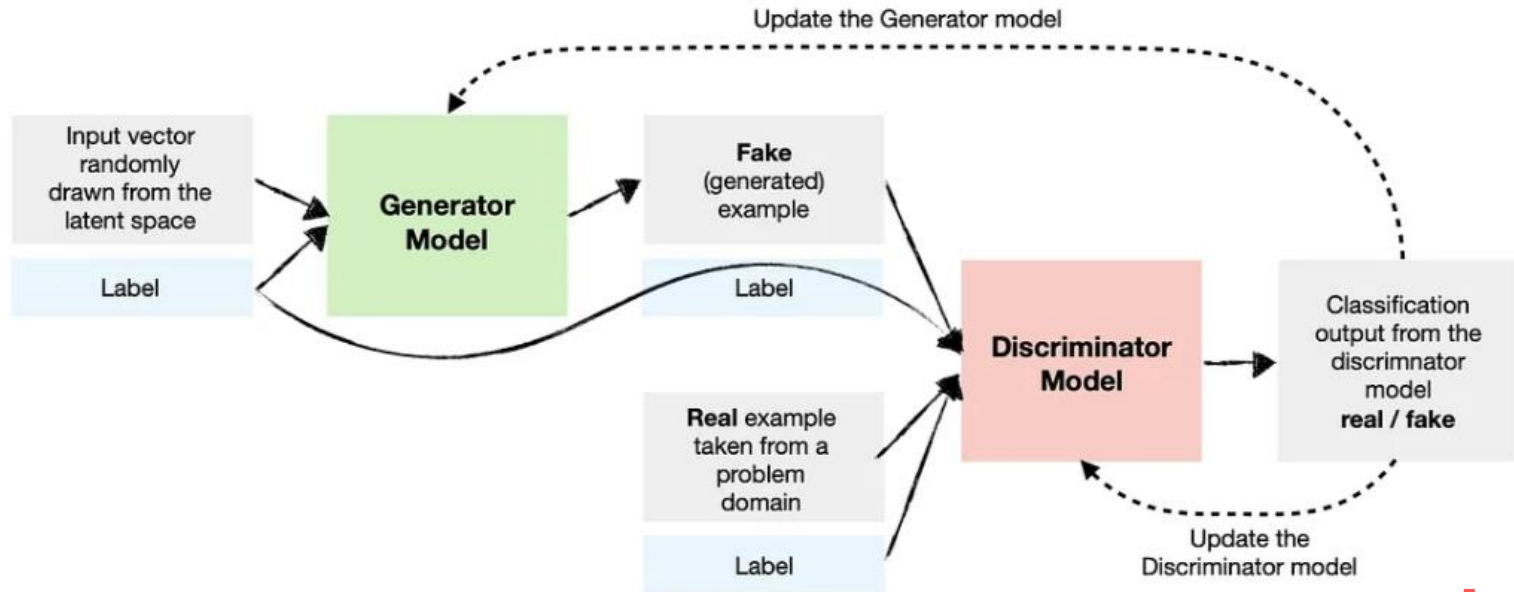 Update the Generator model
Input vector
randomly
drawn from the
latent space
Label
Generator
Model
Fake
(generated)
example
Label
Real example
taken from a
problem
domain
Label
Discriminator
Model
Classification
output from the
discrimnator
model
real / fake
Update the
Discriminator model